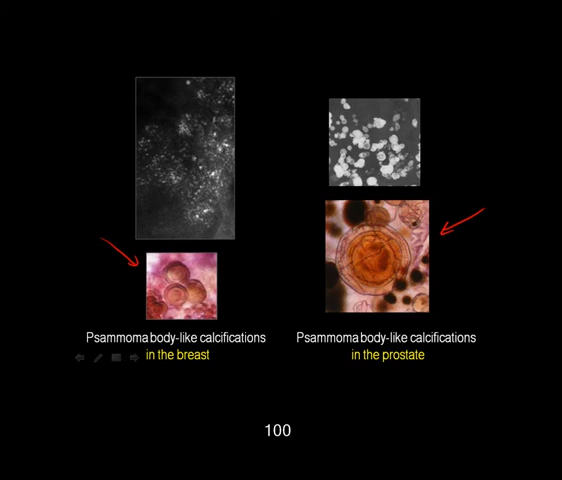 Psammoma body-like calcifications
in the breast
Psammoma body-like calcifications
in the prostate
100